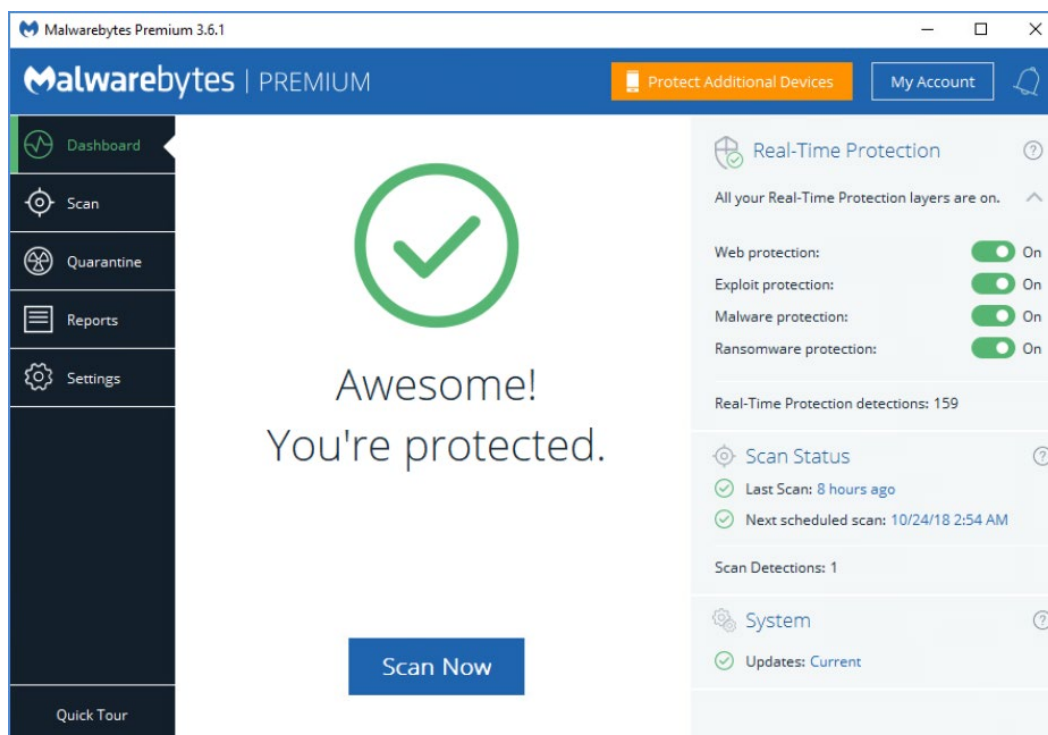 Malwarebytes Premium 3.6.1
Malwarebytes | PREMIUM
Protect Additional Devices
My Account
Dashboard
Scan
Quarantine
Reports
Settings
Quick Tour
Awesome!
You're protected.
Scan Now
Real-Time Protection
?
All your Real-Time Protection layers are on.
Web protection: On
Exploit protection: On
Malware protection: On
Ransomware protection: On
Real-Time Protection detections: 159
Scan Status
?
Last Scan: 8 hours ago
Next scheduled scan: 10/24/18 2:54 AM
Scan Detections: 1
System
?
Updates: Current